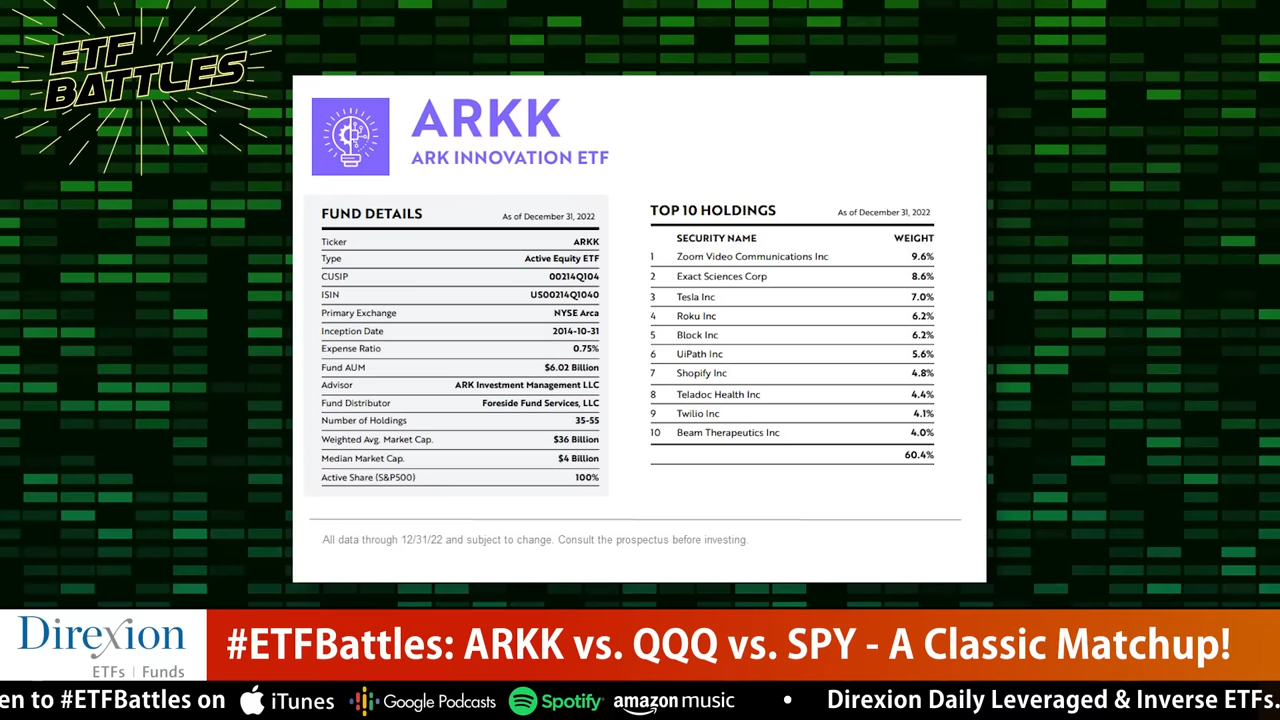 ETF
BATTLES
ARKK
ARK INNOVATION ETF
FUND DETAILS As of December 31, 2022
Ticker ARKK
Type Active Equity ETF
CUSIP 00214Q104
ISIN US00214Q1040
Primary Exchange NYSE Arca
Inception Date 2014-10-31
Expense Ratio 0.75%
Fund AUM $6.02 Billion
Advisor ARK Investment Management LLC
Fund Distributor Foreside Fund Services, LLC
Number of Holdings 35-55
Weighted Avg. Market Cap. $36 Billion
Median Market Cap. $4 Billion
Active Share (S&P500) 100%
TOP 10 HOLDINGS As of December 31, 2022
SECURITY NAME WEIGHT
1 Zoom Video Communications Inc 9.6%
2 Exact Sciences Corp 8.6%
3 Tesla Inc 7.0%
4 Roku Inc 6.2%
5 Block Inc 6.2%
6 UiPath Inc 5.6%
7 Shopify Inc 4.8%
8 Teladoc Health Inc 4.4%
9 Twilio Inc 4.1%
10 Beam Therapeutics Inc 4.0%
60.4%
All data through 12/31/22 and subject to change. Consult the prospectus before investing.
Direxion
ETFs | Funds
#ETFBattles: ARKK vs. QQQ vs. SPY - A Classic Matchup!
en to #ETFBattles on iTunes Google Podcasts Spotify amazon music • Direxion Daily Leveraged & Inverse ETFs.